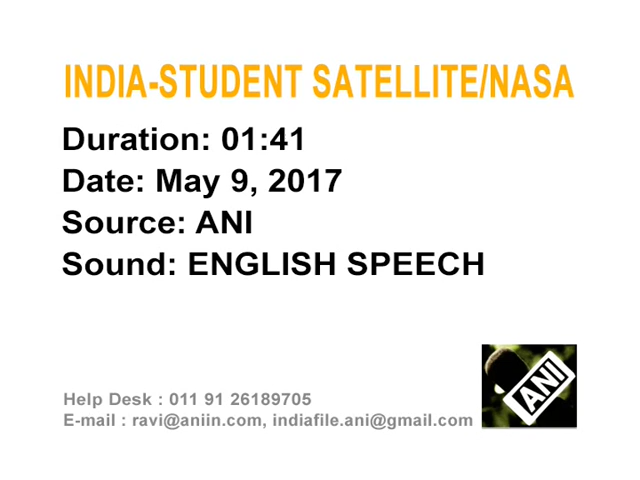 INDIA-STUDENT SATELLITE/NASA
Duration: 01:41
Date: May 9, 2017
Source: ANI
Sound: ENGLISH SPEECH
ANI
Help Desk : 011 91 26189705
E-mail : ravi@aniin.com, indiafile.ani@gmail.com